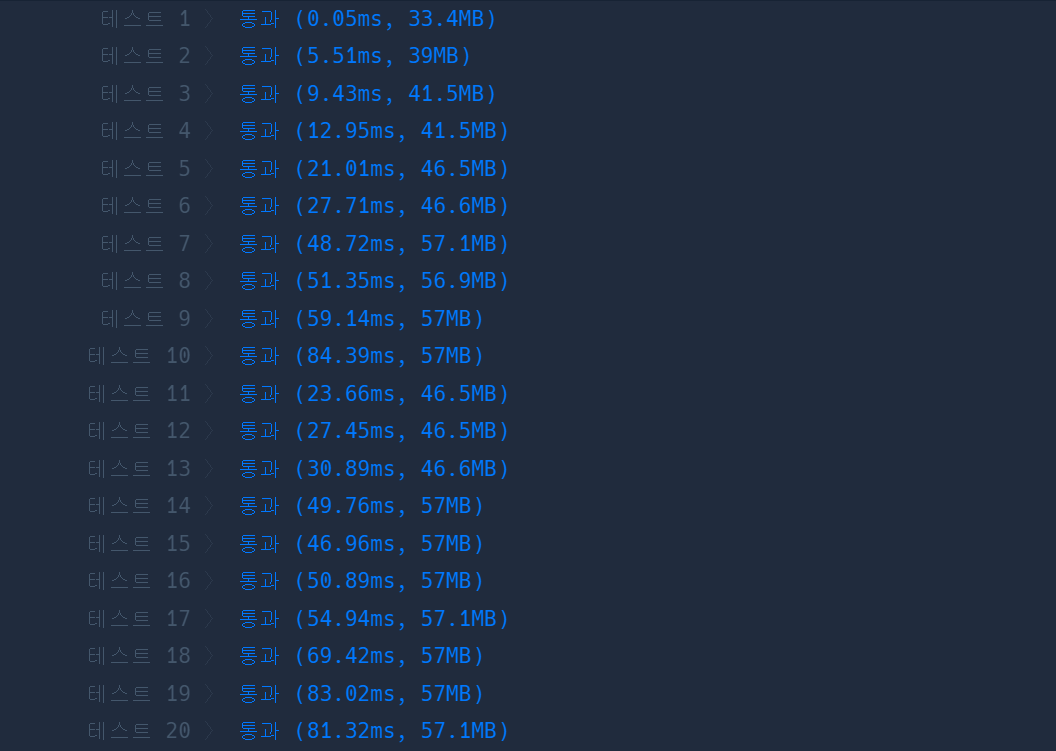 테스트 1 〉 통과 (0.05ms, 33.4MB)
테스트 2 〉 통과 (5.51ms, 39MB)
테스트 3 〉 통과 (9.43ms, 41.5MB)
테스트 4 〉 통과 (12.95ms, 41.5MB)
테스트 5 〉 통과 (21.01ms, 46.5MB)
테스트 6 〉 통과 (27.71ms, 46.6MB)
테스트 7 〉 통과 (48.72ms, 57.1MB)
테스트 8 〉 통과 (51.35ms, 56.9MB)
테스트 9 〉 통과 (59.14ms, 57MB)
테스트 10 〉 통과 (84.39ms, 57MB)
테스트 11 〉 통과 (23.66ms, 46.5MB)
테스트 12 〉 통과 (27.45ms, 46.5MB)
테스트 13 〉 통과 (30.89ms, 46.6MB)
테스트 14 〉 통과 (49.76ms, 57MB)
테스트 15 〉 통과 (46.96ms, 57MB)
테스트 16 〉 통과 (50.89ms, 57MB)
테스트 17 〉 통과 (54.94ms, 57.1MB)
테스트 18 〉 통과 (69.42ms, 57MB)
테스트 19 〉 통과 (83.02ms, 57MB)
테스트 20 〉 통과 (81.32ms, 57.1MB)